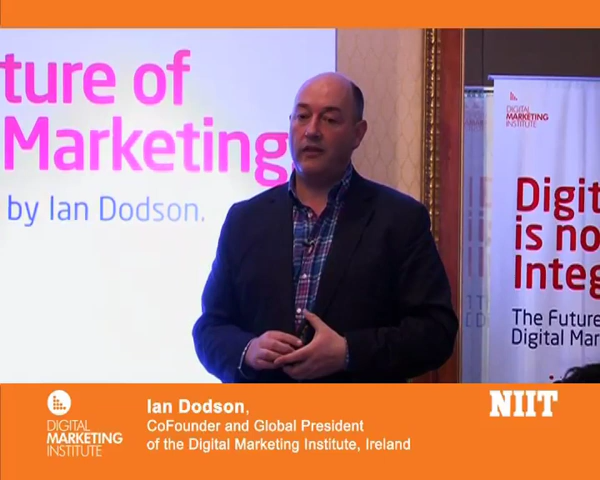 ture of
Marketing
by Ian Dodson.
DIGITAL
MARKETING
INSTITUTE
Digit
is no
Integ
The Future
Digital Mar
Ian Dodson,
CoFounder and Global President
of the Digital Marketing Institute, Ireland
DIGITAL
MARKETING
INSTITUTE
NIIT